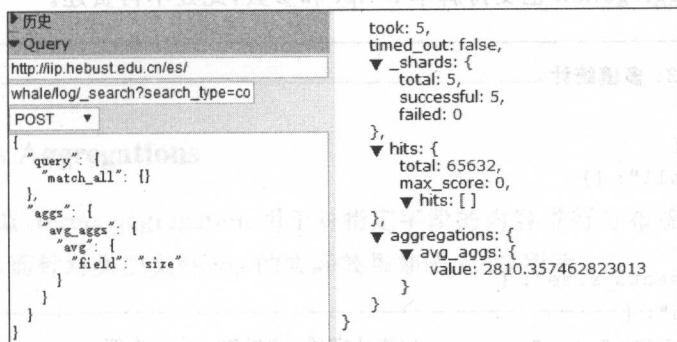 历史
Query
http://iip.hebust.edu.cn/es/
whale/log/_search?search_type=co
POST
{
"query": {
"match_all": {}
},
"aggs": {
"avg_aggs": {
"avg": {
"field": "size"
}
}
}
}
took: 5,
timed_out: false,
_shards: {
total: 5,
successful: 5,
failed: 0
},
hits: {
total: 65632,
max_score: 0,
hits: [ ]
}
aggregations: {
avg_aggs: {
value: 2810.357462823013
}
}
}